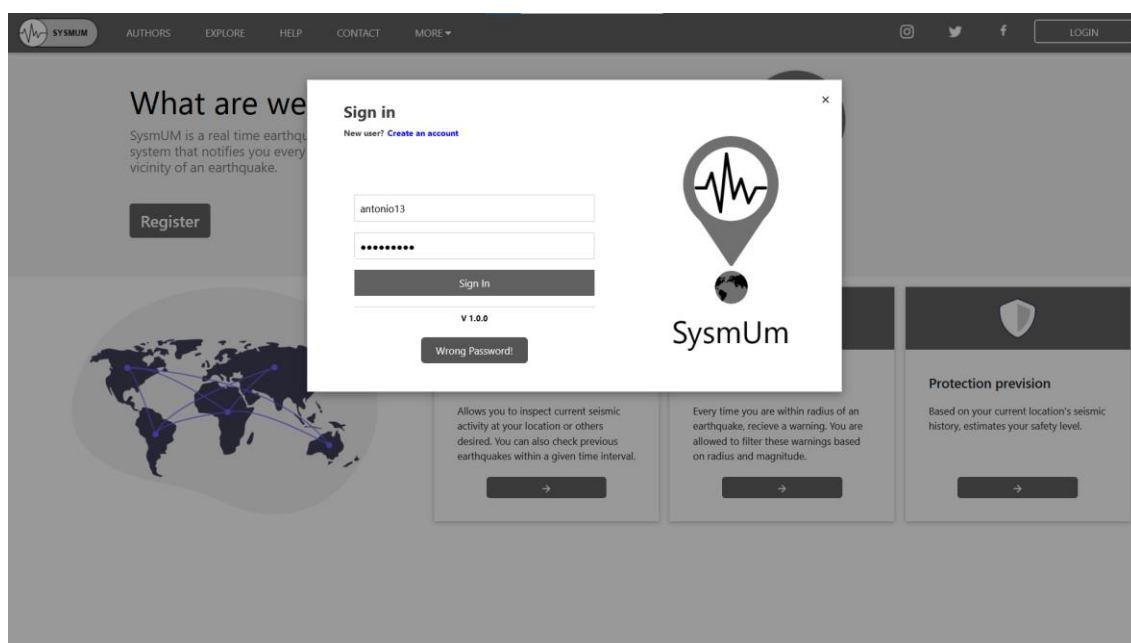 SYSMUM AUTHORS EXPLORE HELP CONTACT MORE LOGIN
What are we
SysmUM is a real time earthqu
system that notifies you every
vicinity of an earthquake.
Register
Sign in
New user? Create an account
antonio13
•••••••••
Sign In
V 1.0.0
Wrong Password!
×
SysmUm
Allows you to inspect current seismic
activity at your location or others
desired. You can also check previous
earthquakes within a given time interval.
Every time you are within radius of an
earthquake, recieve a warning. You are
allowed to filter these warnings based
on radius and magnitude.
Protection prevision
Based on your current location's seismic
history, estimates your safety level.